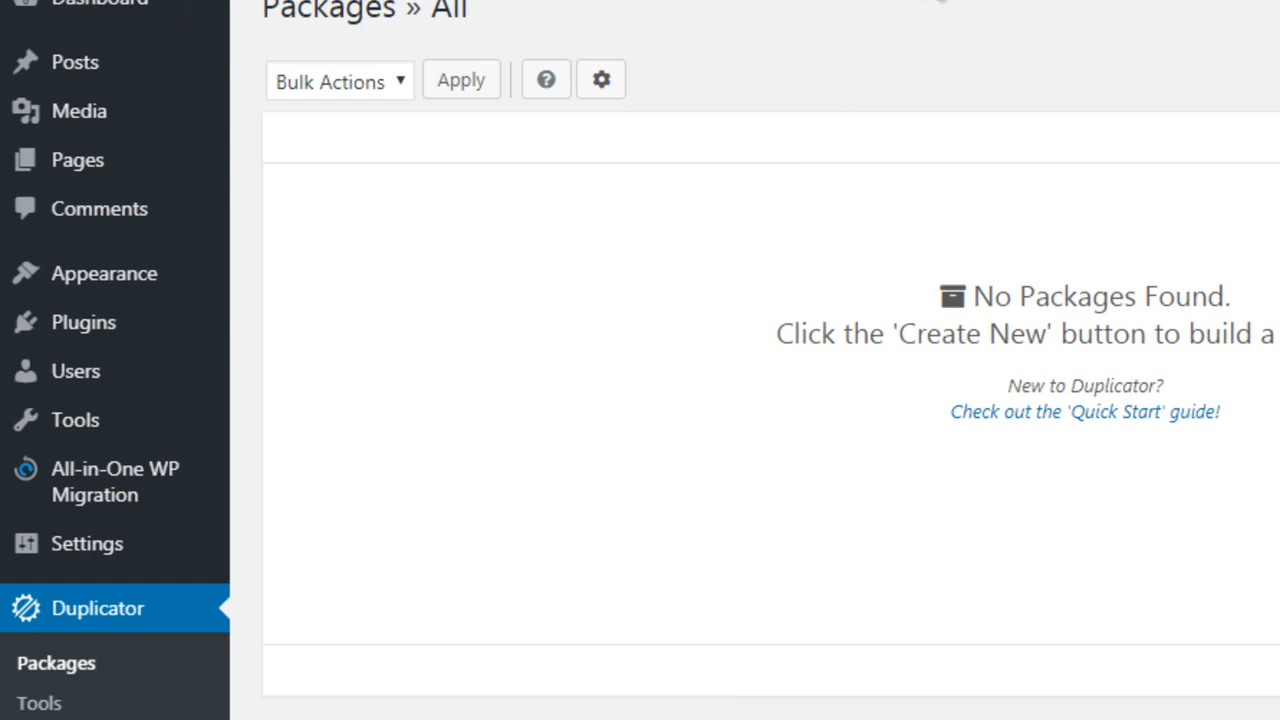 Dashboard
Packages » All
Posts
Bulk Actions
Apply
Media
Pages
Comments
Appearance
No Packages Found.
Plugins
Click the 'Create New' button to build a
Users
New to Duplicator?
Check out the 'Quick Start' guide!
Tools
All-in-One WP
Migration
Settings
Duplicator
Packages
Tools